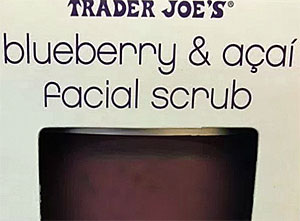 TRADER JOE'S®
blueberry & açaí
facial scrub